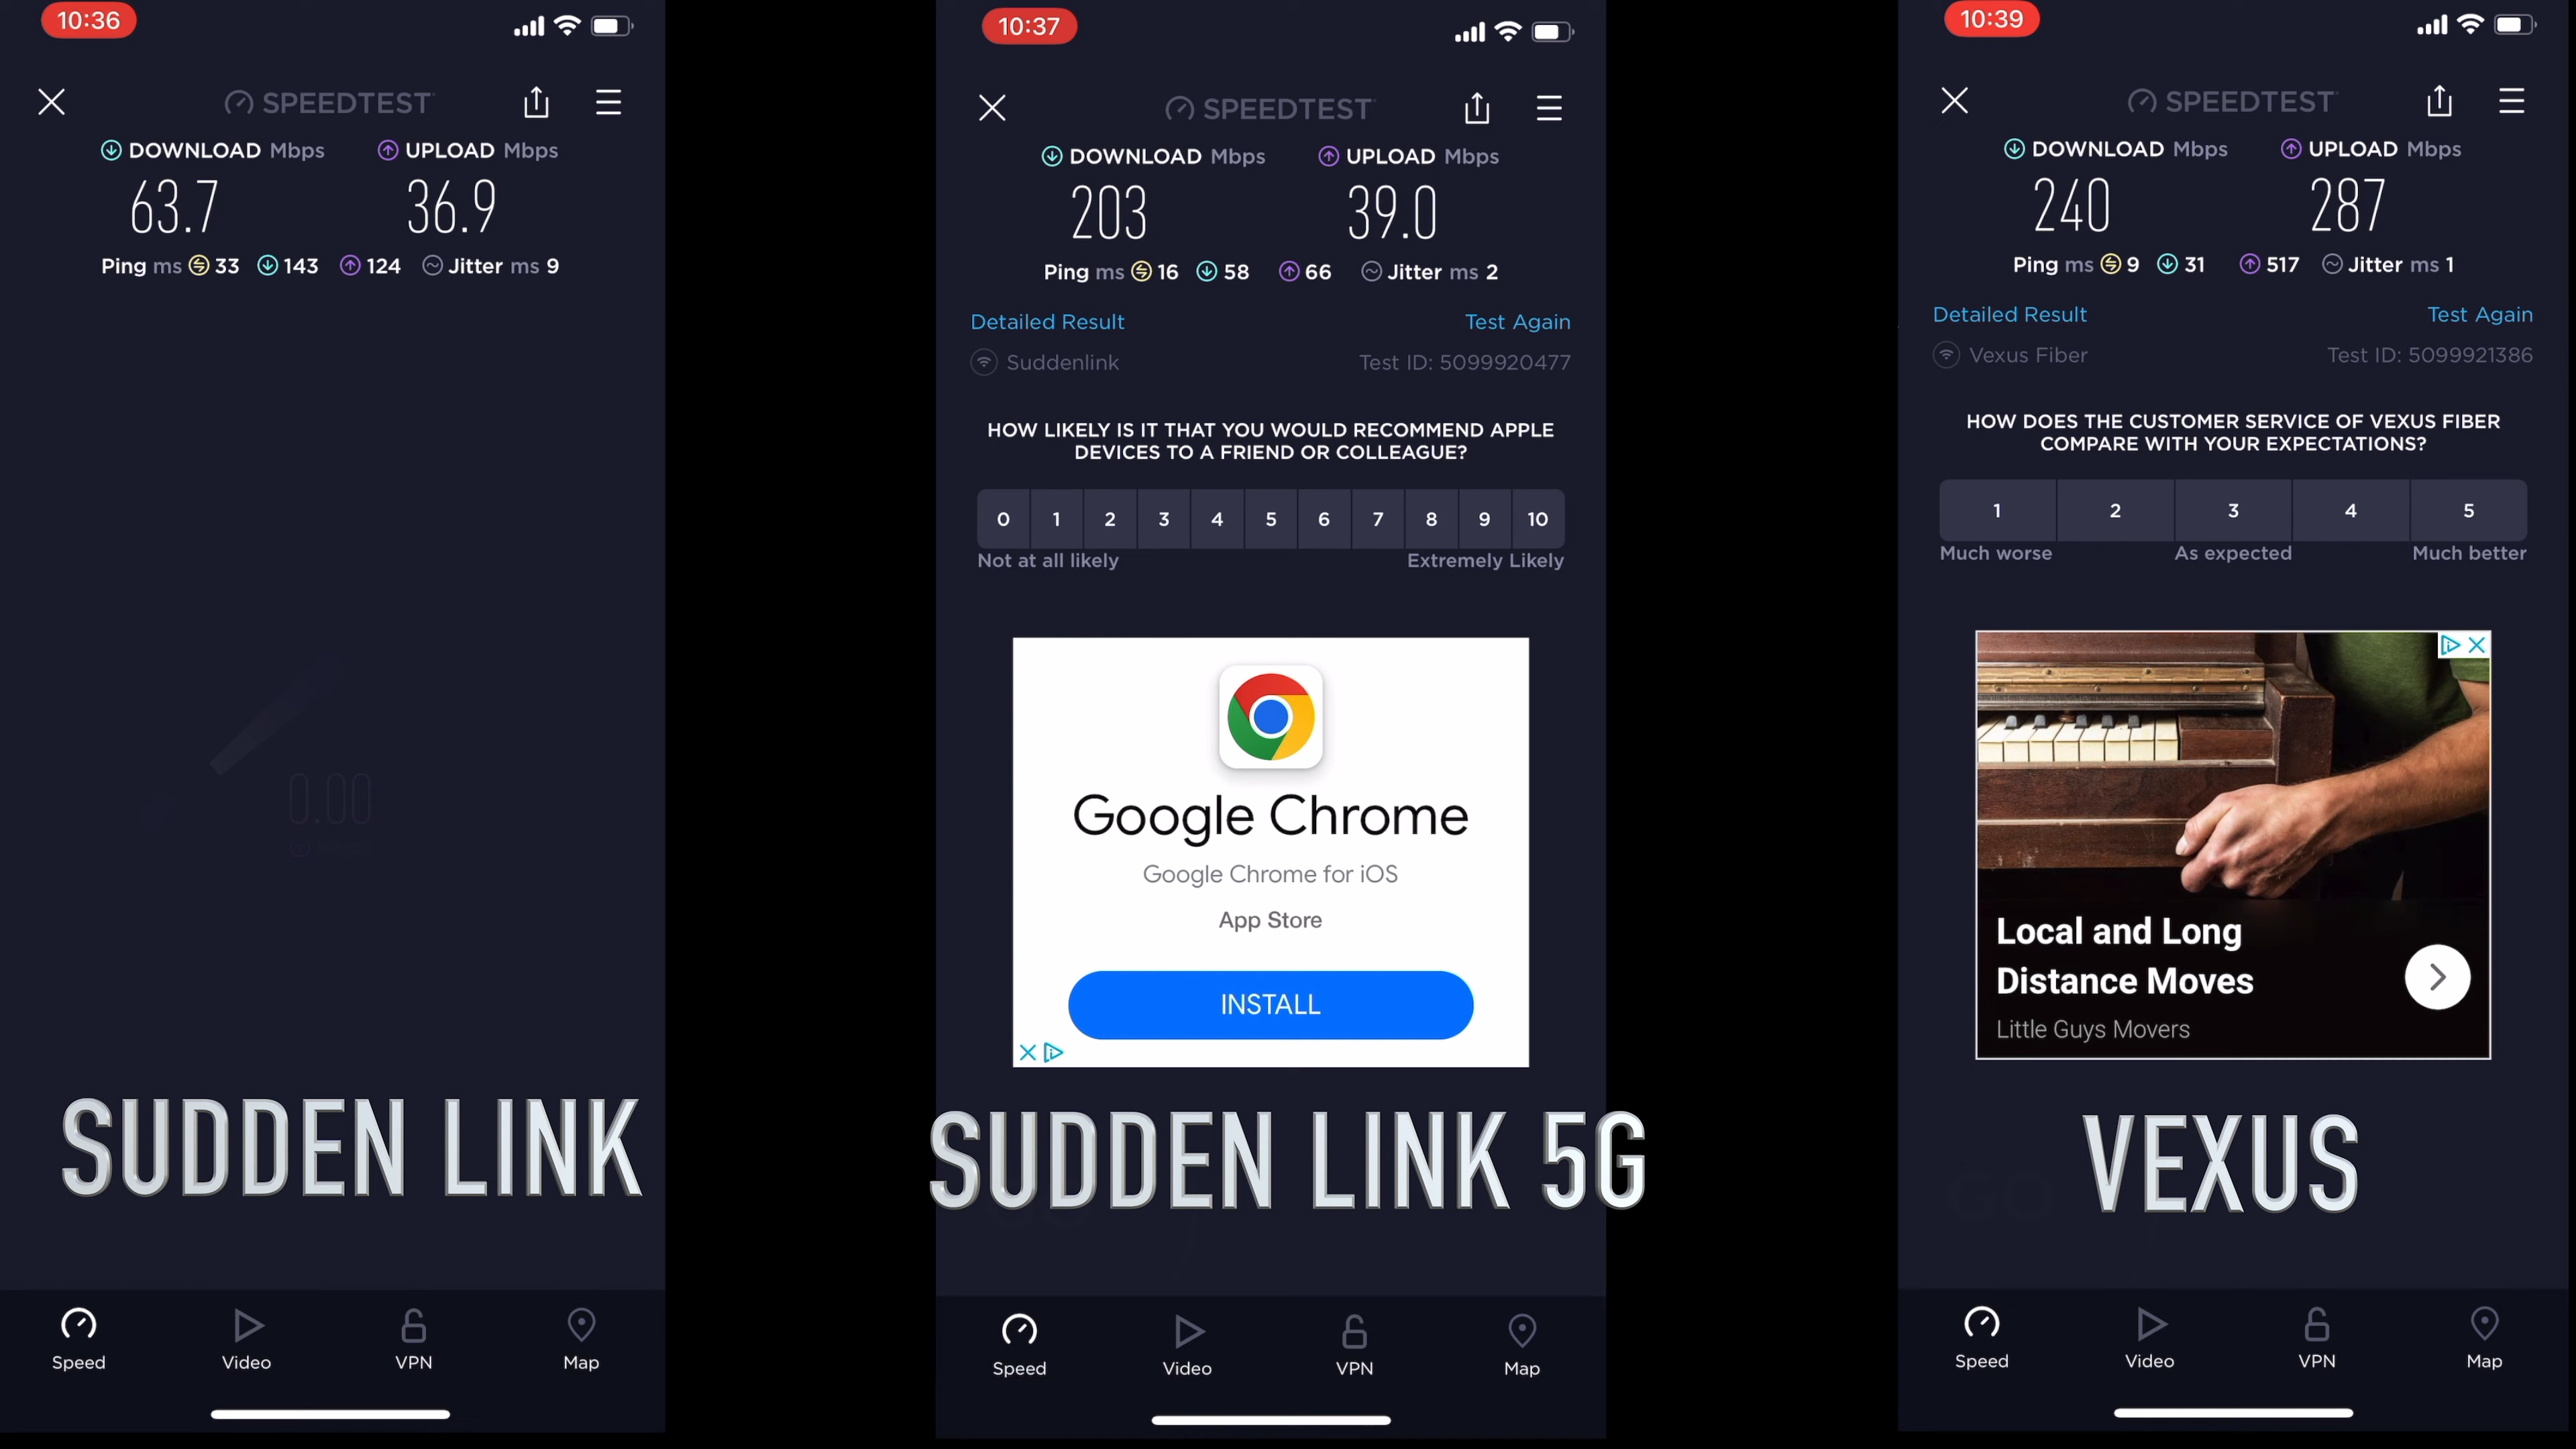 10:36
SPEEDTEST
DOWNLOAD Mbps UPLOAD Mbps
63.7 36.9
Ping ms 33 143 124 Jitter ms 9
0.00
SUDDEN LINK
Speed Video VPN Map
10:37
SPEEDTEST
DOWNLOAD Mbps UPLOAD Mbps
203 39.0
Ping ms 16 58 66 Jitter ms 2
Detailed Result Test Again
Suddenlink Test ID: 5099920477
HOW LIKELY IS IT THAT YOU WOULD RECOMMEND APPLE
DEVICES TO A FRIEND OR COLLEAGUE?
0 1 2 3 4 5 6 7 8 9 10
Not at all likely Extremely Likely
Google Chrome
Google Chrome for iOS
App Store
INSTALL
SUDDEN LINK 5G
Speed Video VPN Map
10:39
SPEEDTEST
DOWNLOAD Mbps UPLOAD Mbps
240 287
Ping ms 9 31 517 Jitter ms 1
Detailed Result Test Again
Vexus Fiber Test ID: 5099921386
HOW DOES THE CUSTOMER SERVICE OF VEXUS FIBER
COMPARE WITH YOUR EXPECTATIONS?
1 2 3 4 5
Much worse As expected Much better
Local and Long
Distance Moves
Little Guys Movers
GO
VEXUS
Speed Video VPN Map